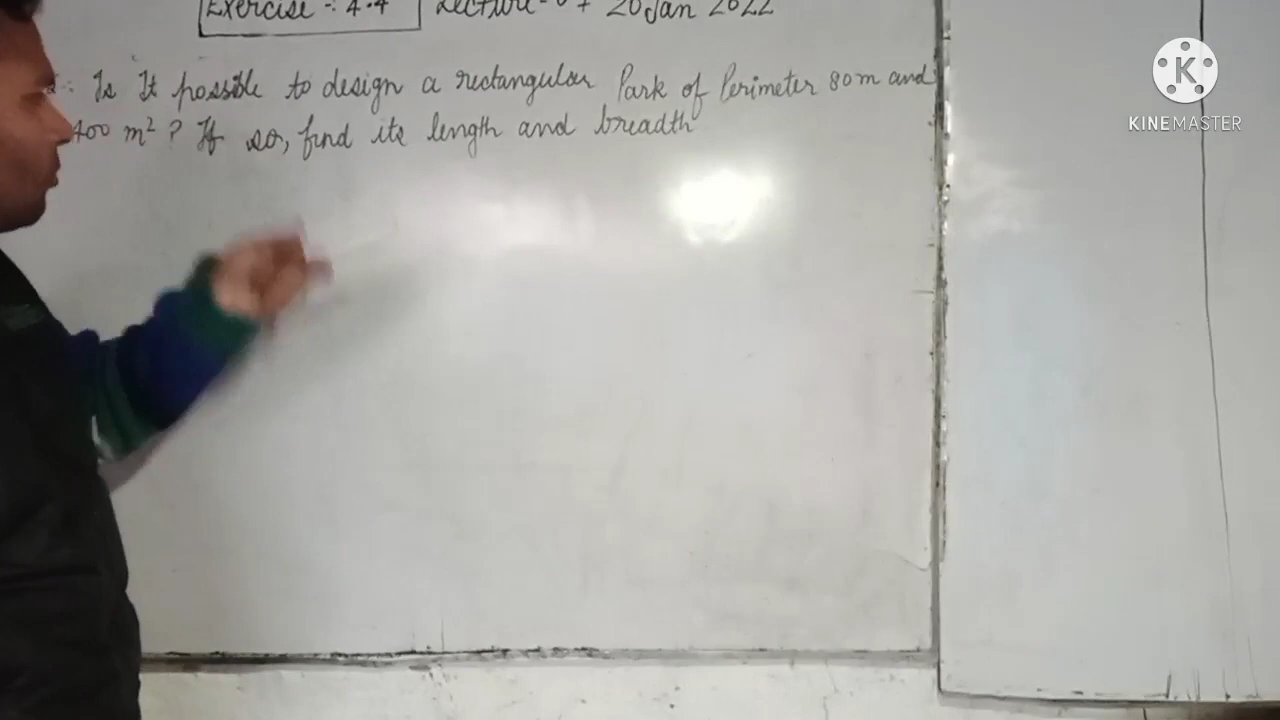 Exercise -: 4.4 Lecture- 20 Jan 2022
Is It possible to design a rectangular Park of Perimeter 80 m and
400 m² ? If so, find its length and breadth
KINEMASTER